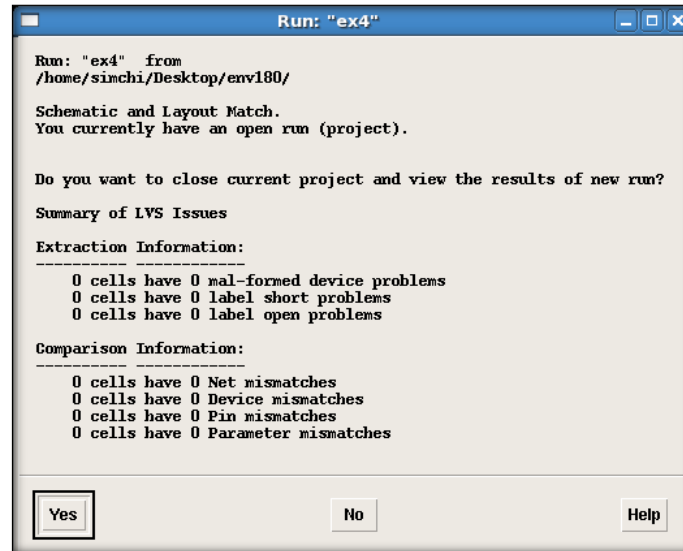 Run: "ex4"
Run: "ex4" from
/home/simchi/Desktop/env180/
Schematic and Layout Match.
You currently have an open run (project).
Do you want to close current project and view the results of new run?
Summary of LVS Issues
Extraction Information:
---------- ------------
0 cells have 0 mal-formed device problems
0 cells have 0 label short problems
0 cells have 0 label open problems
Comparison Information:
---------- ------------
0 cells have 0 Net mismatches
0 cells have 0 Device mismatches
0 cells have 0 Pin mismatches
0 cells have 0 Parameter mismatches
Yes No Help